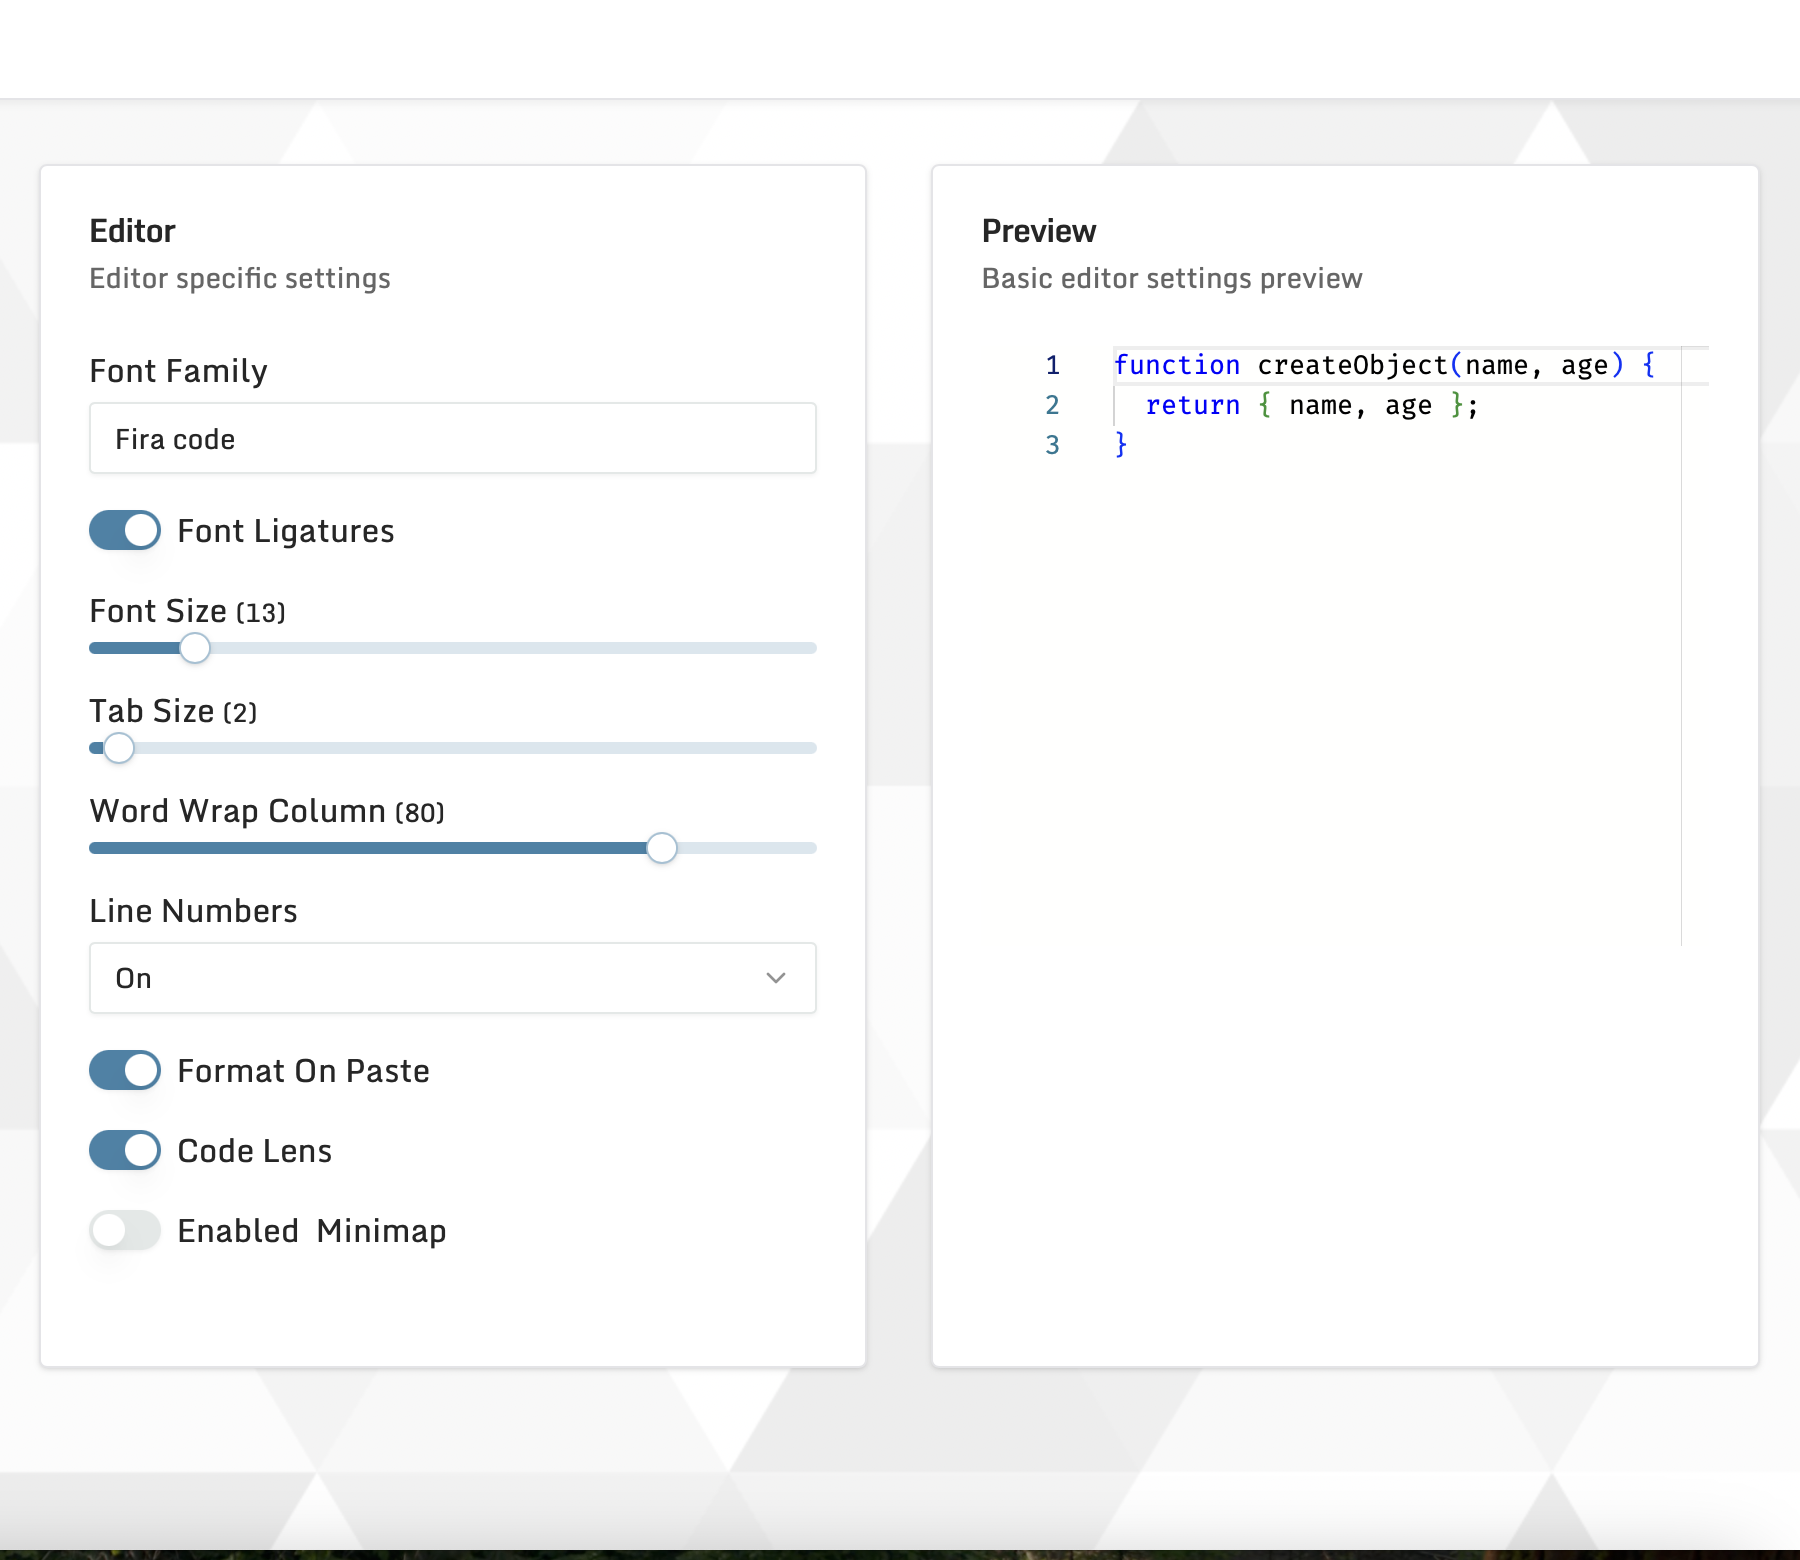 Editor
Editor specific settings
Font Family
Fira code
Font Ligatures
Font Size (13)
Tab Size (2)
Word Wrap Column (80)
Line Numbers
On
Format On Paste
Code Lens
Enabled  Minimap
Preview
Basic editor settings preview
1 function createObject(name, age) {
2   return { name, age };
3 }